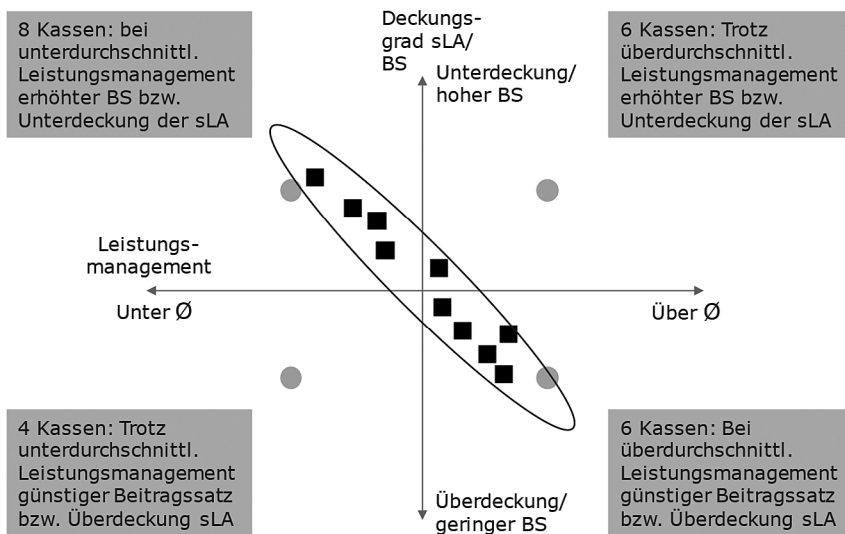 8 Kassen: bei
unterdurchschnittl.
Leistungsmanagement
erhöhter BS bzw.
Unterdeckung der sLA
Deckungs-
grad sLA/
BS
Unterdeckung/
hoher BS
6 Kassen: Trotz
überdurchschnittl.
Leistungsmanagement
erhöhter BS bzw.
Unterdeckung der sLA
Leistungs-
management
Unter Ø
Über Ø
4 Kassen: Trotz
unterdurchschnittl.
Leistungsmanagement
günstiger Beitragssatz
bzw. Überdeckung sLA
Überdeckung/
geringer BS
6 Kassen: Bei
überdurchschnittl.
Leistungsmanagement
günstiger Beitragssatz
bzw. Überdeckung sLA